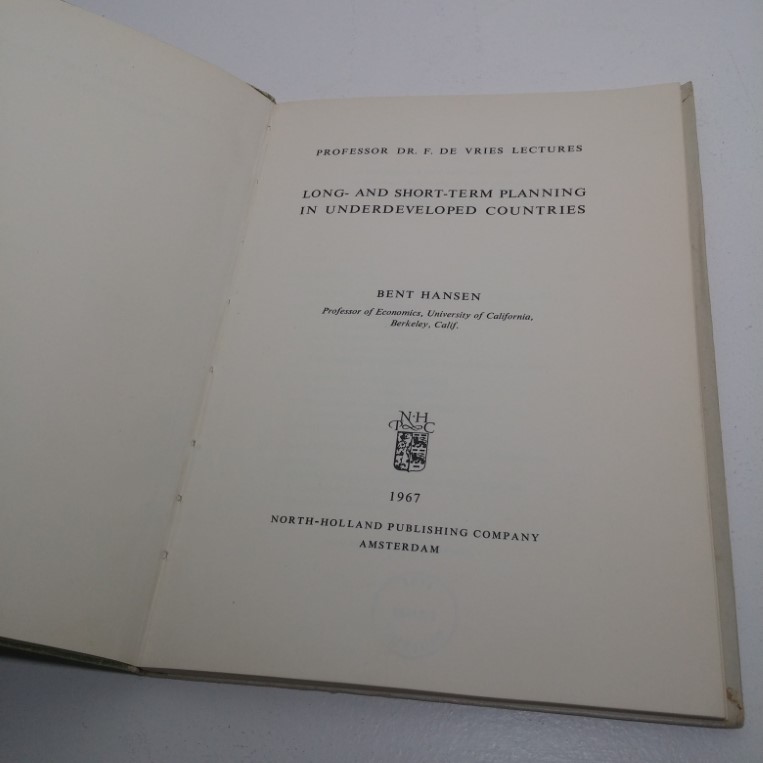 PROFESSOR DR. F. DE VRIES LECTURES
LONG- AND SHORT-TERM PLANNING
IN UNDERDEVELOPED COUNTRIES
BENT HANSEN
Professor of Economics, University of California,
Berkeley, Calif.
N·H
P C
1967
NORTH-HOLLAND PUBLISHING COMPANY
AMSTERDAM